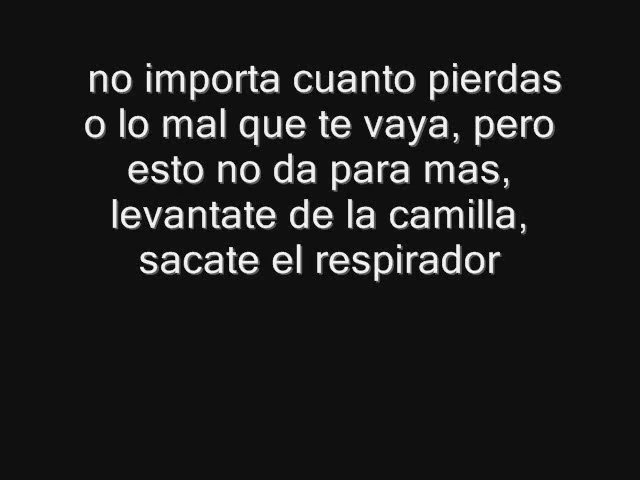 no importa cuanto pierdas
o lo mal que te vaya, pero
esto no da para mas,
levantate de la camilla,
sacate el respirador